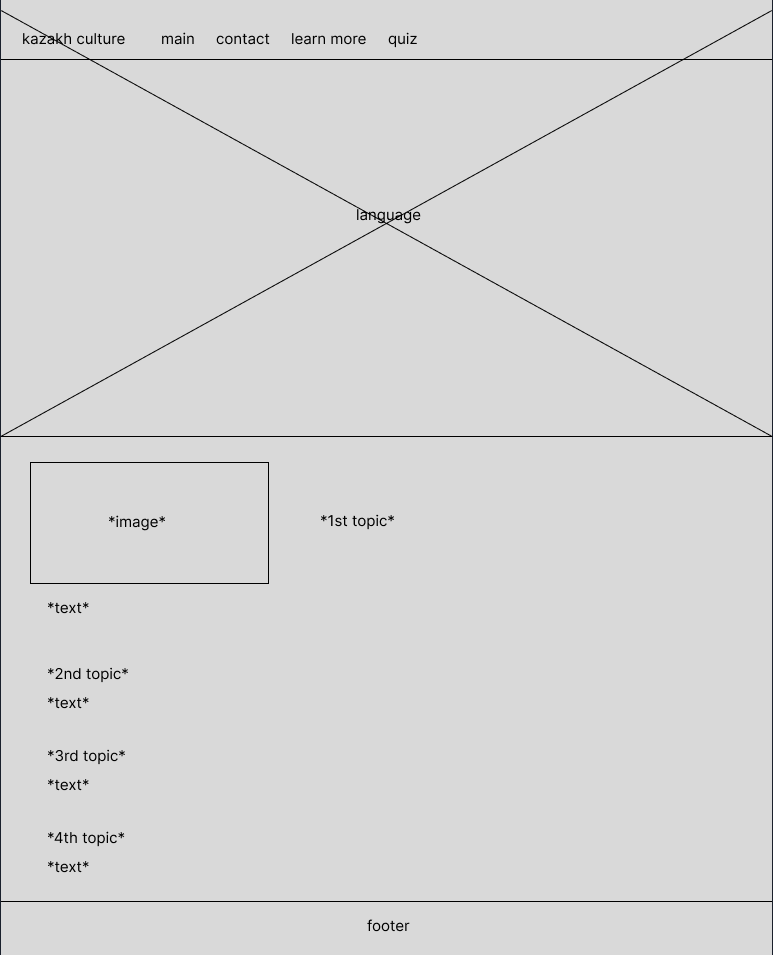 kazakh culture main contact learn more quiz
language
*image*
*1st topic*
*text*
*2nd topic*
*text*
*3rd topic*
*text*
*4th topic*
*text*
footer